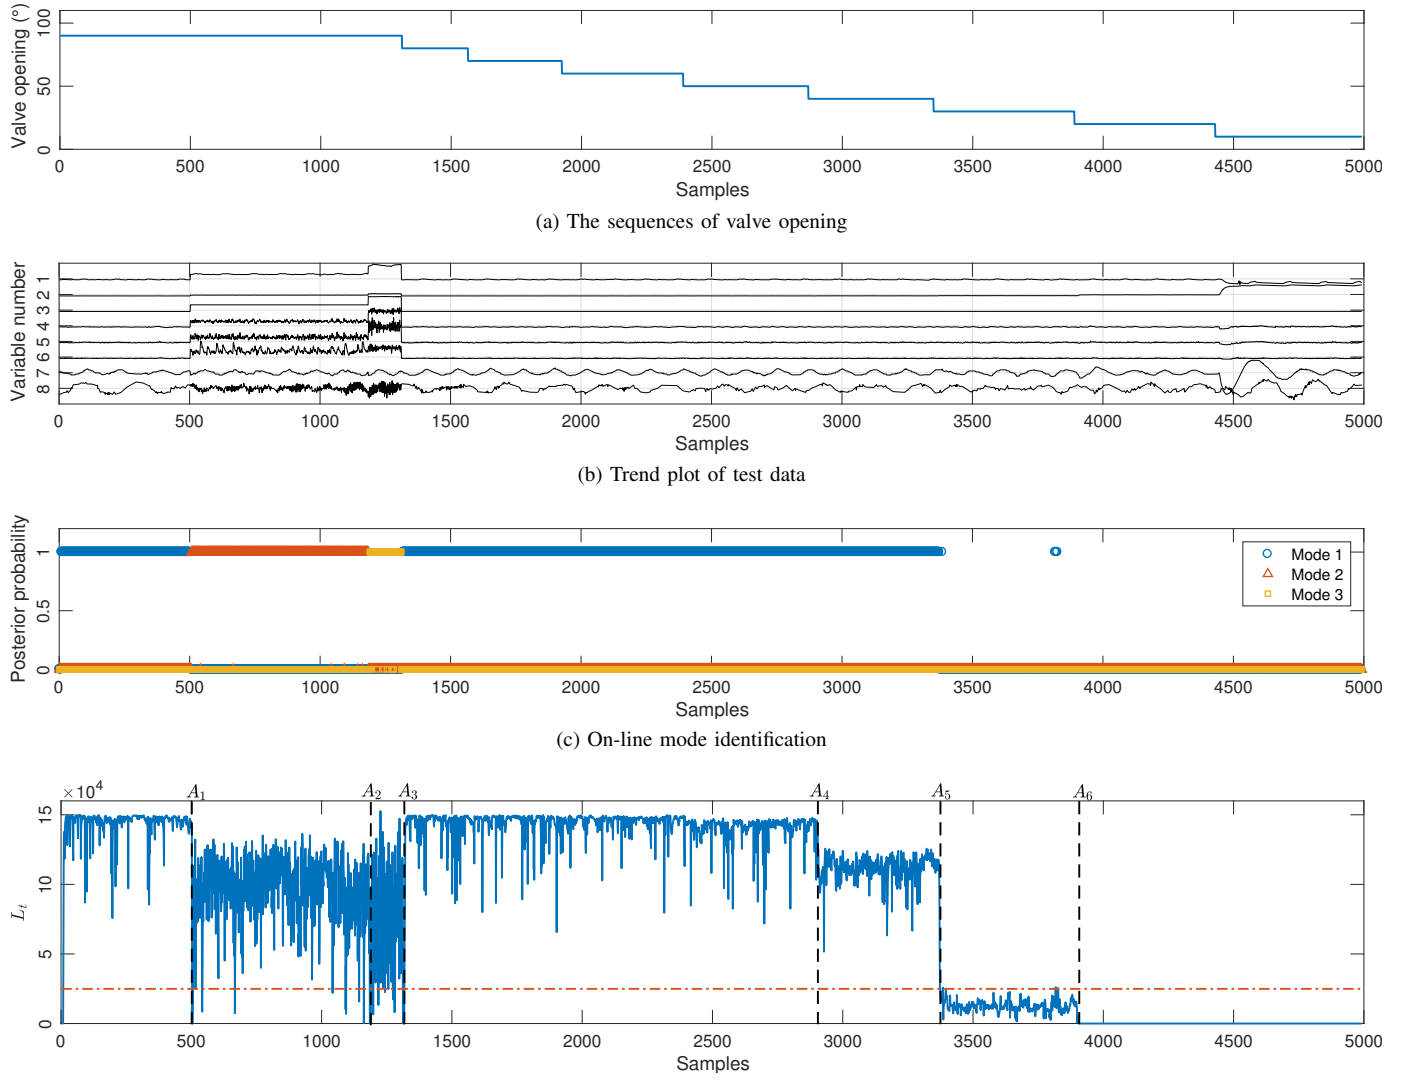 Valve opening (°)
100
50
0
0 500 1000 1500 2000 2500 3000 3500 4000 4500 5000
Samples
(a) The sequences of valve opening
Variable number
1
2
3
4
5
6
7
8
0 500 1000 1500 2000 2500 3000 3500 4000 4500 5000
Samples
(b) Trend plot of test data
Posterior probability
1
0.5
0
Mode 1
Mode 2
Mode 3
0 500 1000 1500 2000 2500 3000 3500 4000 4500 5000
Samples
(c) On-line mode identification
×10⁴
A₁ A₂ A₃ A₄ A₅ A₆
Lₜ
15
10
5
0
0 500 1000 1500 2000 2500 3000 3500 4000 4500 5000
Samples